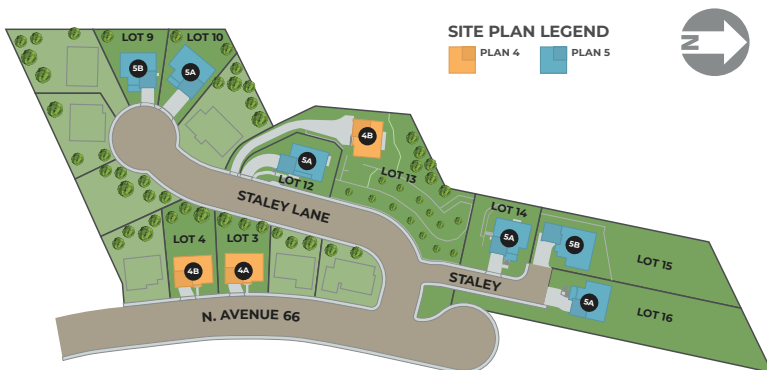 SITE PLAN LEGEND
PLAN 4
PLAN 5
N
LOT 9
LOT 10
5B
5A
4B
LOT 13
5A
LOT 12
STALEY LANE
LOT 14
5A
5B
LOT 15
LOT 4
LOT 3
4B
4A
STALEY
5A
LOT 16
N. AVENUE 66